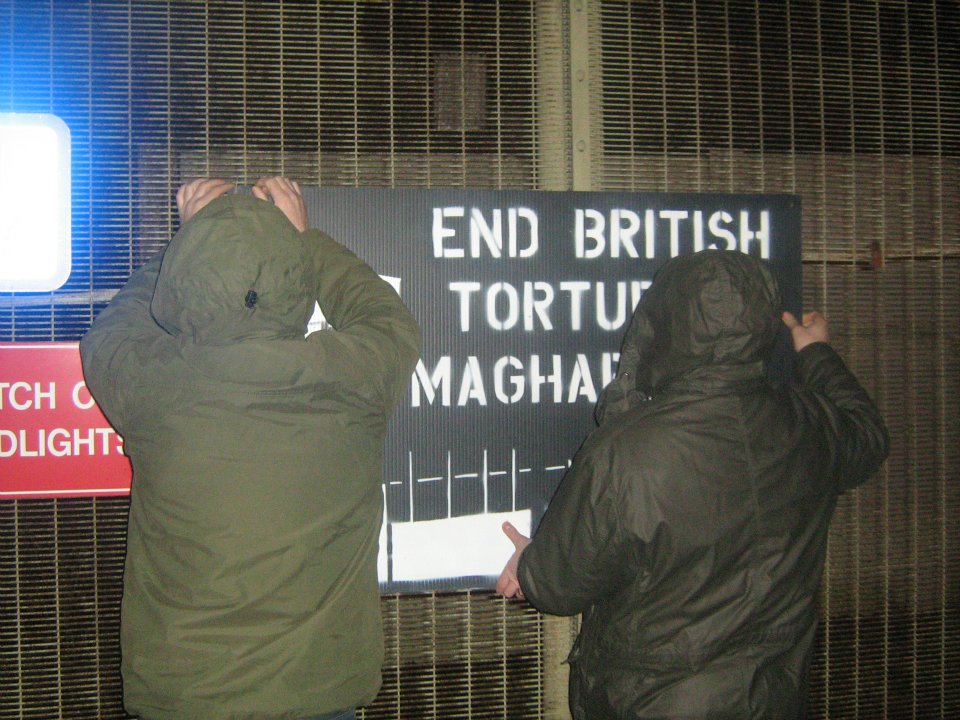 END BRITISH
TORTU
MAGHA
TCH O
DLIGHTS